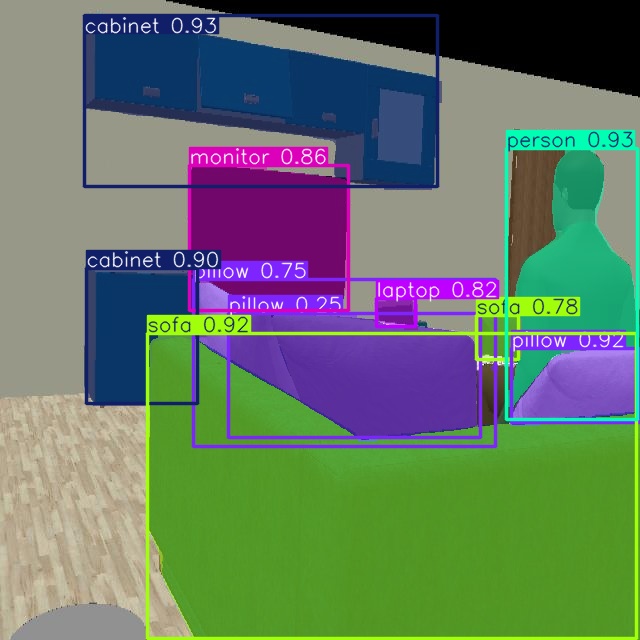 cabinet 0.93
person 0.93
monitor 0.86
cabinet 0.90
pillow 0.75
laptop 0.82
pillow 0.25
sofa 0.78
sofa 0.92
pillow 0.92